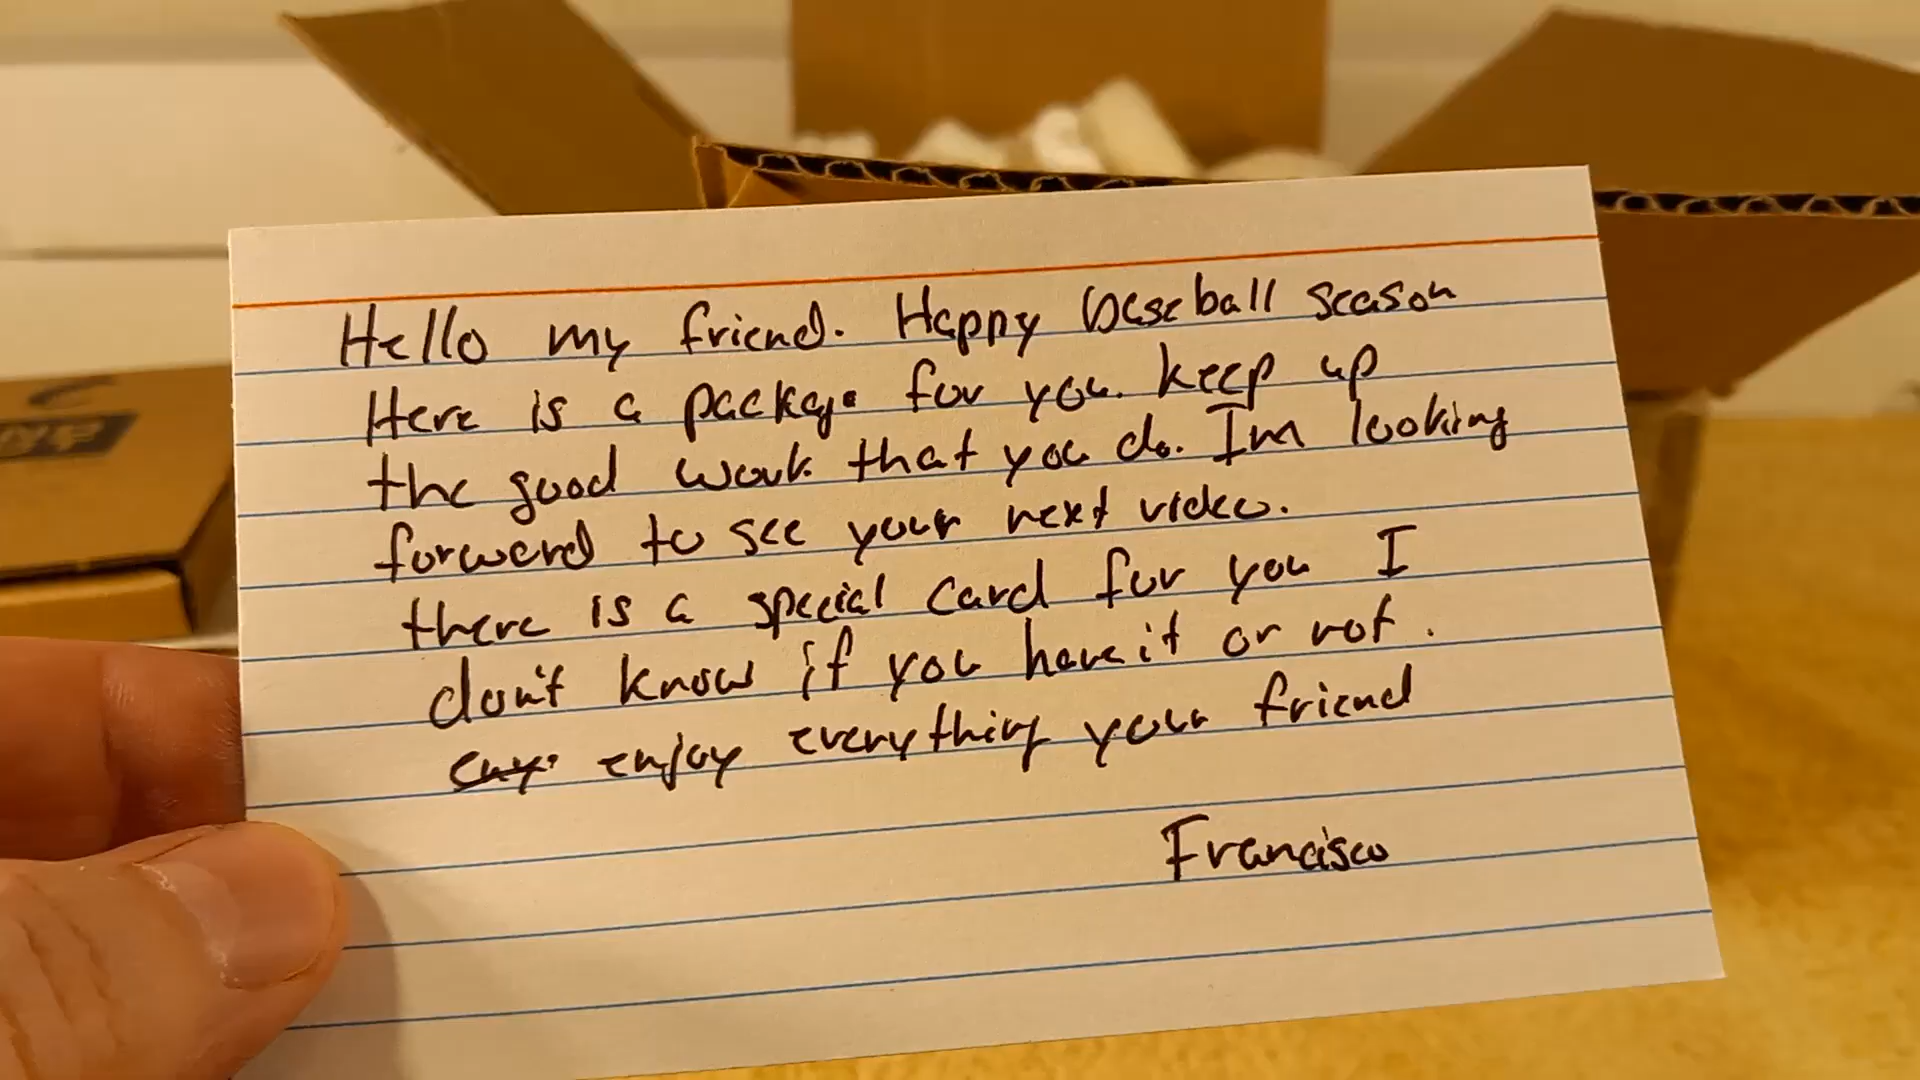 Hello my friend. Happy baseball season
Here is a package for you. keep up
the good work that you do. Im looking
forward to see your next video.
there is a special card for you I
don't know if you have it or not.
enjoy everything your friend
Francisco